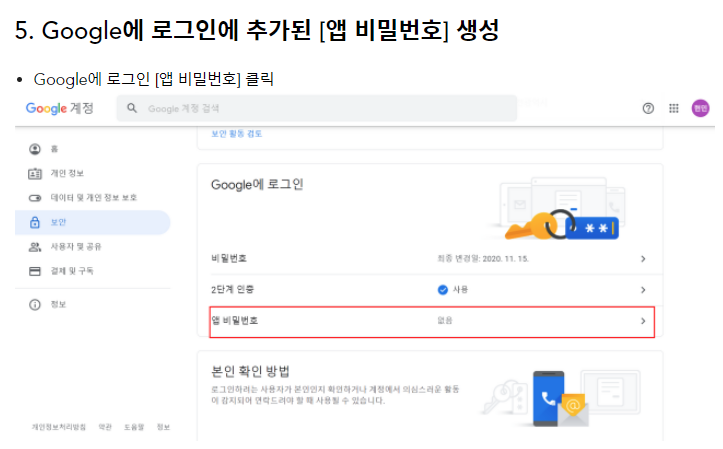 5. Google에 로그인에 추가된 [앱 비밀번호] 생성
• Google에 로그인 [앱 비밀번호] 클릭
Google 계정
Google 계정 검색
현민
보안 활동 검토
홈
개인 정보
데이터 및 개인 정보 보호
보안
사용자 및 공유
결제 및 구독
정보
Google에 로그인
비밀번호 최종 변경일: 2020. 11. 15.
2단계 인증 사용
앱 비밀번호 없음
본인 확인 방법
로그인하려는 사용자가 본인인지 확인하거나 계정에서 의심스러운 활동
이 감지되어 연락드려야 할 때 사용될 수 있습니다.
개인정보처리방침 약관 도움말 정보